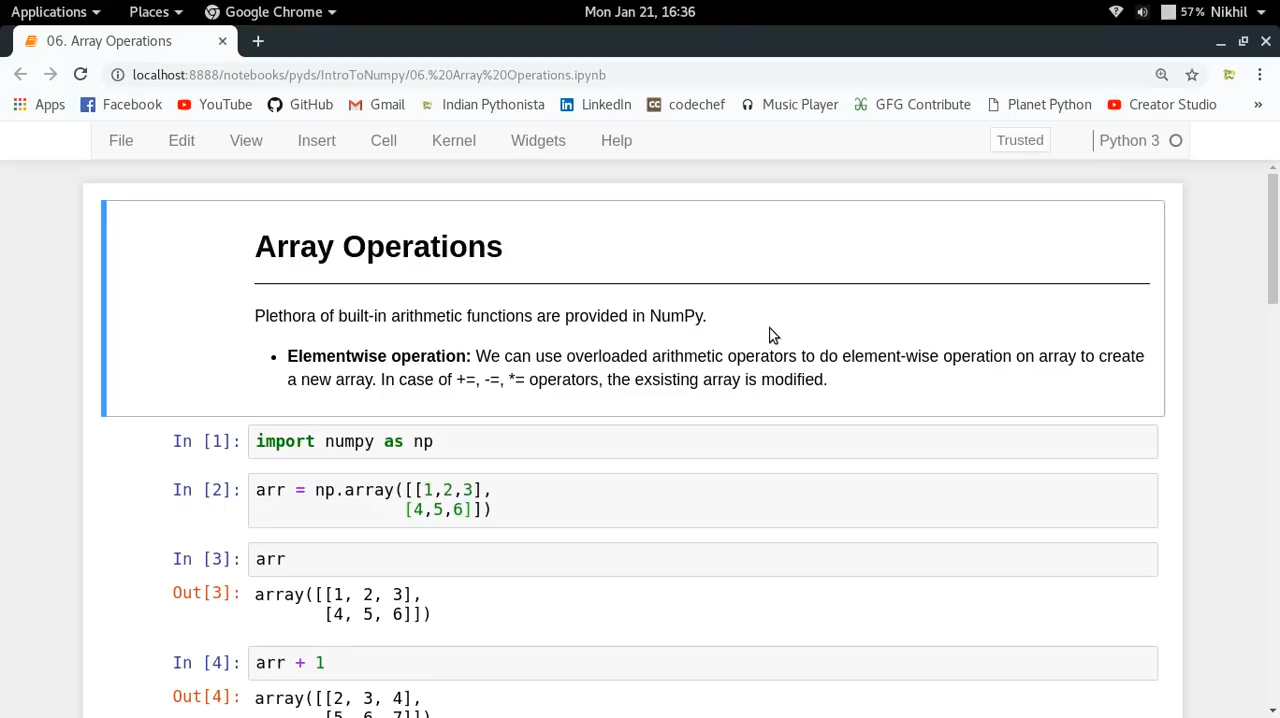 Applications Places Google Chrome Mon Jan 21, 16:36 57% Nikhil
06. Array Operations
localhost:8888/notebooks/pyds/IntroToNumpy/06.%20Array%20Operations.ipynb
Apps Facebook YouTube GitHub Gmail Indian Pythonista LinkedIn CC codechef Music Player GFG Contribute Planet Python Creator Studio »
File Edit View Insert Cell Kernel Widgets Help Trusted Python 3
Array Operations
Plethora of built-in arithmetic functions are provided in NumPy.
• Elementwise operation: We can use overloaded arithmetic operators to do element-wise operation on array to create
a new array. In case of +=, -=, *= operators, the exsisting array is modified.
In [1]: import numpy as np
In [2]: arr = np.array([[1,2,3],
[4,5,6]])
In [3]: arr
Out[3]: array([[1, 2, 3],
[4, 5, 6]])
In [4]: arr + 1
Out[4]: array([[2, 3, 4],
[5, 6, 7]])